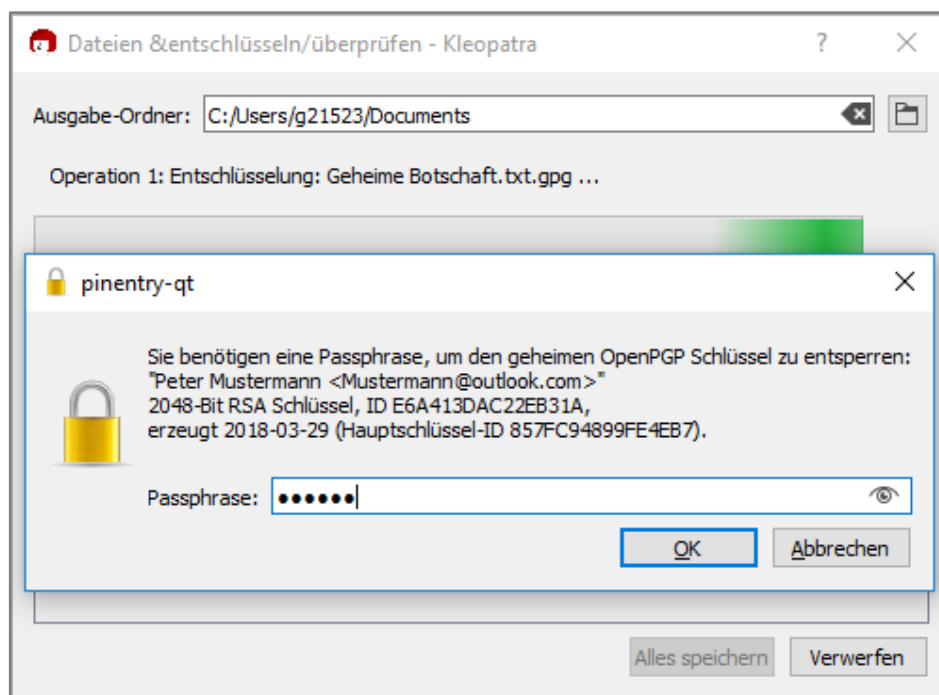 Dateien &entschlüsseln/überprüfen - Kleopatra
Ausgabe-Ordner: C:/Users/g21523/Documents
Operation 1: Entschlüsselung: Geheime Botschaft.txt.gpg ...
pinentry-qt
Sie benötigen eine Passphrase, um den geheimen OpenPGP Schlüssel zu entsperren:
"Peter Mustermann <Mustermann@outlook.com>"
2048-Bit RSA Schlüssel, ID E6A413DAC22EB31A,
erzeugt 2018-03-29 (Hauptschlüssel-ID 857FC94899FE4EB7).
Passphrase: ●●●●●●
OK Abbrechen
Alles speichern Verwerfen